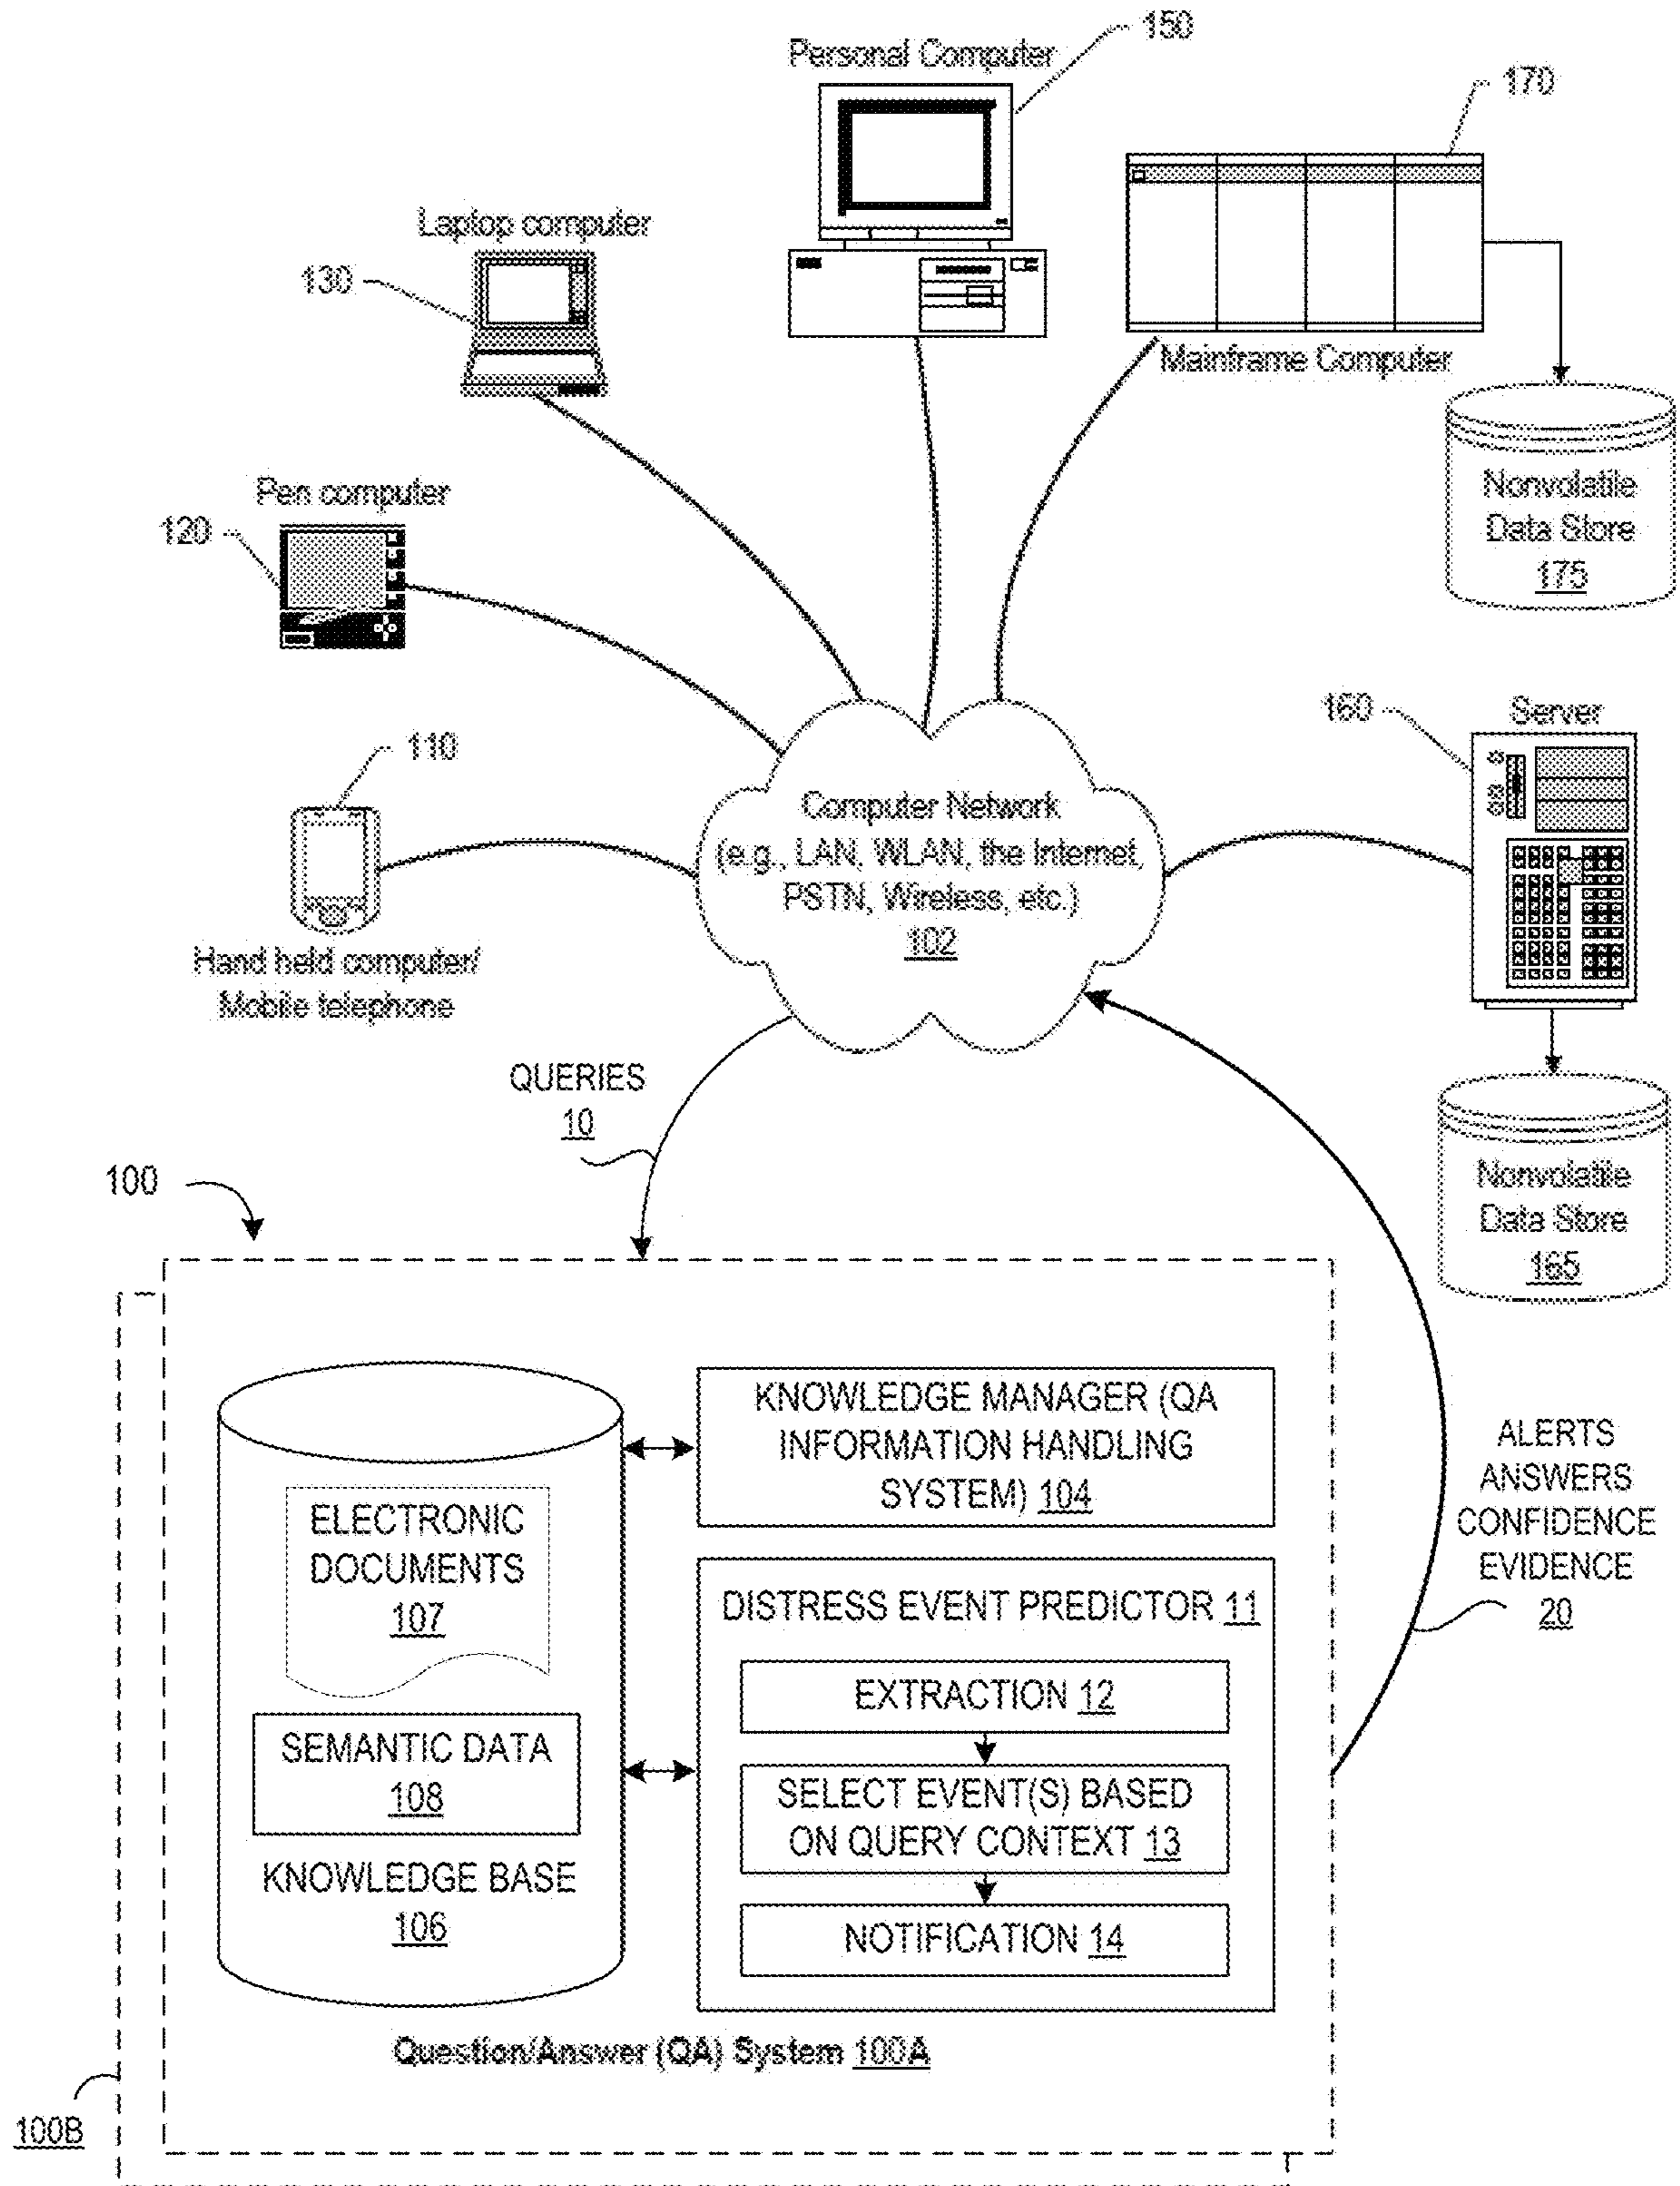 150
Personal Computer
170
Laptop computer
130
Mainframe Computer
Nonvolatile
Data Store
175
Pen computer
120
160
Server
110
Computer Network
(e.g., LAN, WLAN, the Internet,
PSTN, Wireless, etc.)
102
Hand held computer/
Mobile telephone
QUERIES
10
Nonvolatile
Data Store
165
100
KNOWLEDGE MANAGER (QA
INFORMATION HANDLING
SYSTEM) 104
ALERTS
ANSWERS
CONFIDENCE
EVIDENCE
20
ELECTRONIC
DOCUMENTS
107
DISTRESS EVENT PREDICTOR 11
EXTRACTION 12
SEMANTIC DATA
108
SELECT EVENT(S) BASED
ON QUERY CONTEXT 13
KNOWLEDGE BASE
106
NOTIFICATION 14
Question/Answer (QA) System 100A
100B